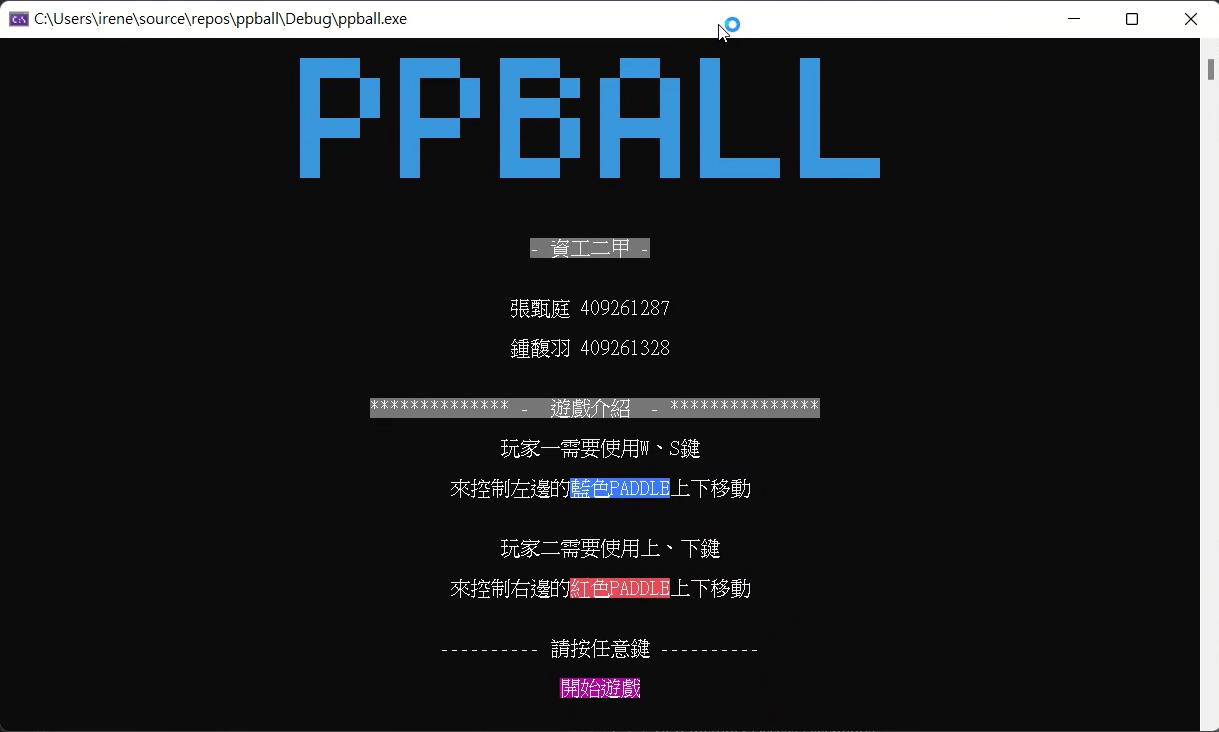 C:\Users\irene\source\repos\ppball\Debug\ppball.exe
PPBALL
- 資工二甲 -
張甄庭 409261287
鍾馥羽 409261328
************** -  遊戲介紹  - ***************
玩家一需要使用W、S鍵
來控制左邊的藍色PADDLE上下移動
玩家二需要使用上、下鍵
來控制右邊的紅色PADDLE上下移動
---------- 請按任意鍵 ----------
開始遊戲